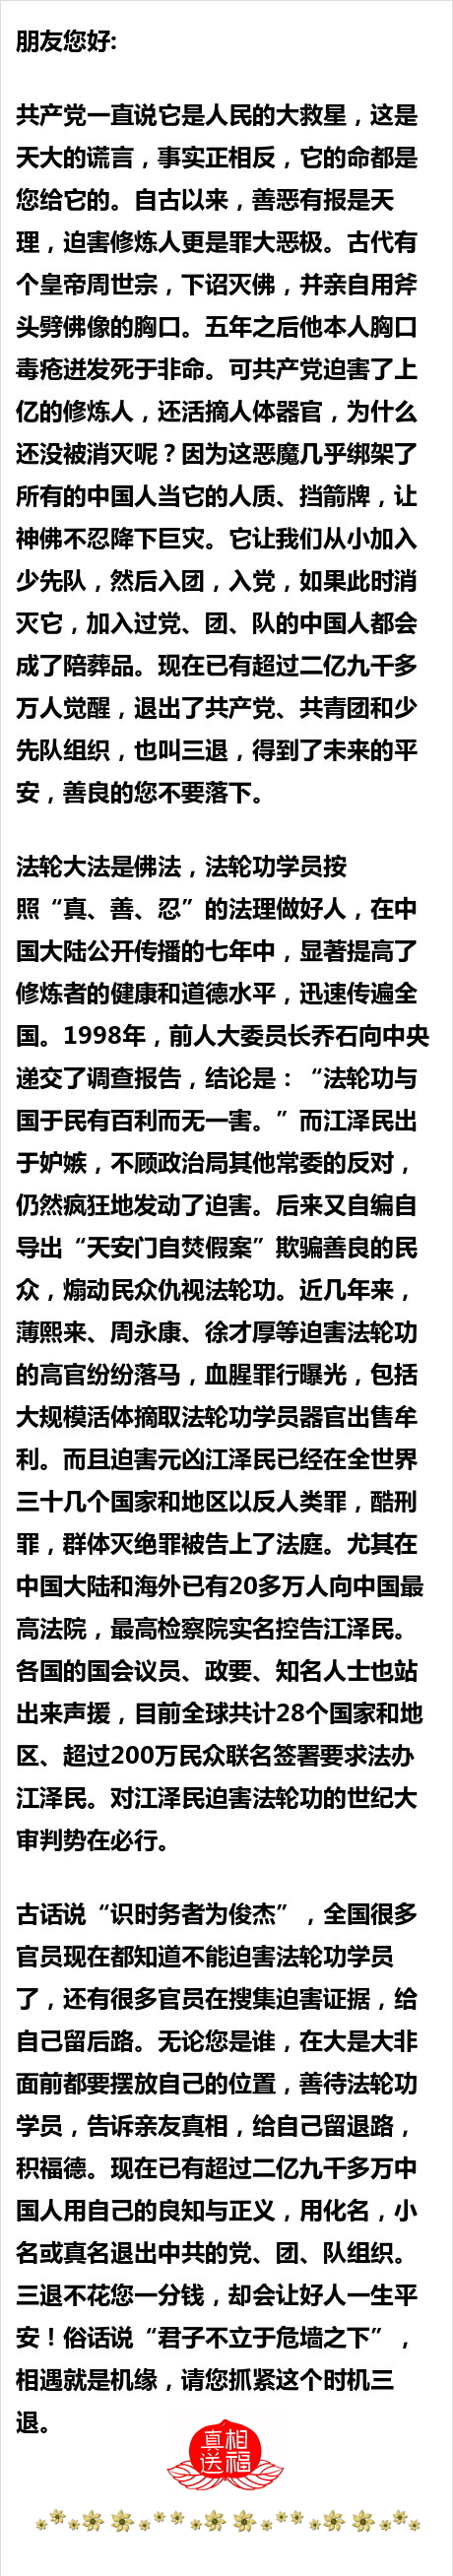 朋友您好:
共产党一直说它是人民的大救星，这是
天大的谎言，事实正相反，它的命都是
您给它的。自古以来，善恶有报是天
理，迫害修炼人更是罪大恶极。古代有
个皇帝周世宗，下诏灭佛，并亲自用斧
头劈佛像的胸口。五年之后他本人胸口
毒疮迸发死于非命。可共产党迫害了上
亿的修炼人，还活摘人体器官，为什么
还没被消灭呢？因为这恶魔几乎绑架了
所有的中国人当它的人质、挡箭牌，让
神佛不忍降下巨灾。它让我们从小加入
少先队，然后入团，入党，如果此时消
灭它，加入过党、团、队的中国人都会
成了陪葬品。现在已有超过二亿九千多
万人觉醒，退出了共产党、共青团和少
先队组织，也叫三退，得到了未来的平
安，善良的您不要落下。
法轮大法是佛法，法轮功学员按
照“真、善、忍”的法理做好人，在中
国大陆公开传播的七年中，显著提高了
修炼者的健康和道德水平，迅速传遍全
国。1998年，前人大委员长乔石向中央
递交了调查报告，结论是：“法轮功与
国于民有百利而无一害。”而江泽民出
于妒嫉，不顾政治局其他常委的反对，
仍然疯狂地发动了迫害。后来又自编自
导出“天安门自焚假案”欺骗善良的民
众，煽动民众仇视法轮功。近几年来，
薄熙来、周永康、徐才厚等迫害法轮功
的高官纷纷落马，血腥罪行曝光，包括
大规模活体摘取法轮功学员器官出售牟
利。而且迫害元凶江泽民已经在全世界
三十几个国家和地区以反人类罪，酷刑
罪，群体灭绝罪被告上了法庭。尤其在
中国大陆和海外已有20多万人向中国最
高法院，最高检察院实名控告江泽民。
各国的国会议员、政要、知名人士也站
出来声援，目前全球共计28个国家和地
区、超过200万民众联名签署要求法办
江泽民。对江泽民迫害法轮功的世纪大
审判势在必行。
古话说“识时务者为俊杰”，全国很多
官员现在都知道不能迫害法轮功学员
了，还有很多官员在搜集迫害证据，给
自己留后路。无论您是谁，在大是大非
面前都要摆放自己的位置，善待法轮功
学员，告诉亲友真相，给自己留退路，
积福德。现在已有超过二亿九千多万中
国人用自己的良知与正义，用化名，小
名或真名退出中共的党、团、队组织。
三退不花您一分钱，却会让好人一生平
安！俗话说“君子不立于危墙之下”，
相遇就是机缘，请您抓紧这个时机三
退。
真相
送福